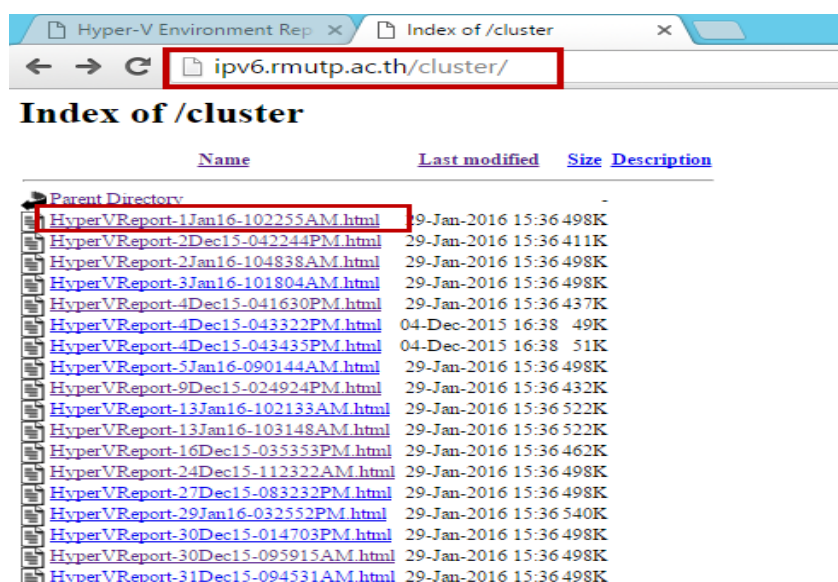 Hyper-V Environment Rep
Index of /cluster
ipv6.rmutp.ac.th/cluster/
Index of /cluster
Name Last modified Size Description
Parent Directory -
HyperVReport-1Jan16-102255AM.html 29-Jan-2016 15:36 498K
HyperVReport-2Dec15-042244PM.html 29-Jan-2016 15:36 411K
HyperVReport-2Jan16-104838AM.html 29-Jan-2016 15:36 498K
HyperVReport-3Jan16-101804AM.html 29-Jan-2016 15:36 498K
HyperVReport-4Dec15-041630PM.html 29-Jan-2016 15:36 437K
HyperVReport-4Dec15-043322PM.html 04-Dec-2015 16:38 49K
HyperVReport-4Dec15-043435PM.html 04-Dec-2015 16:38 51K
HyperVReport-5Jan16-090144AM.html 29-Jan-2016 15:36 498K
HyperVReport-9Dec15-024924PM.html 29-Jan-2016 15:36 432K
HyperVReport-13Jan16-102133AM.html 29-Jan-2016 15:36 522K
HyperVReport-13Jan16-103148AM.html 29-Jan-2016 15:36 522K
HyperVReport-16Dec15-035353PM.html 29-Jan-2016 15:36 462K
HyperVReport-24Dec15-112322AM.html 29-Jan-2016 15:36 498K
HyperVReport-27Dec15-083232PM.html 29-Jan-2016 15:36 498K
HyperVReport-29Jan16-032552PM.html 29-Jan-2016 15:36 540K
HyperVReport-30Dec15-014703PM.html 29-Jan-2016 15:36 498K
HyperVReport-30Dec15-095915AM.html 29-Jan-2016 15:36 498K
HyperVReport-31Dec15-094531AM.html 29-Jan-2016 15:36 498K